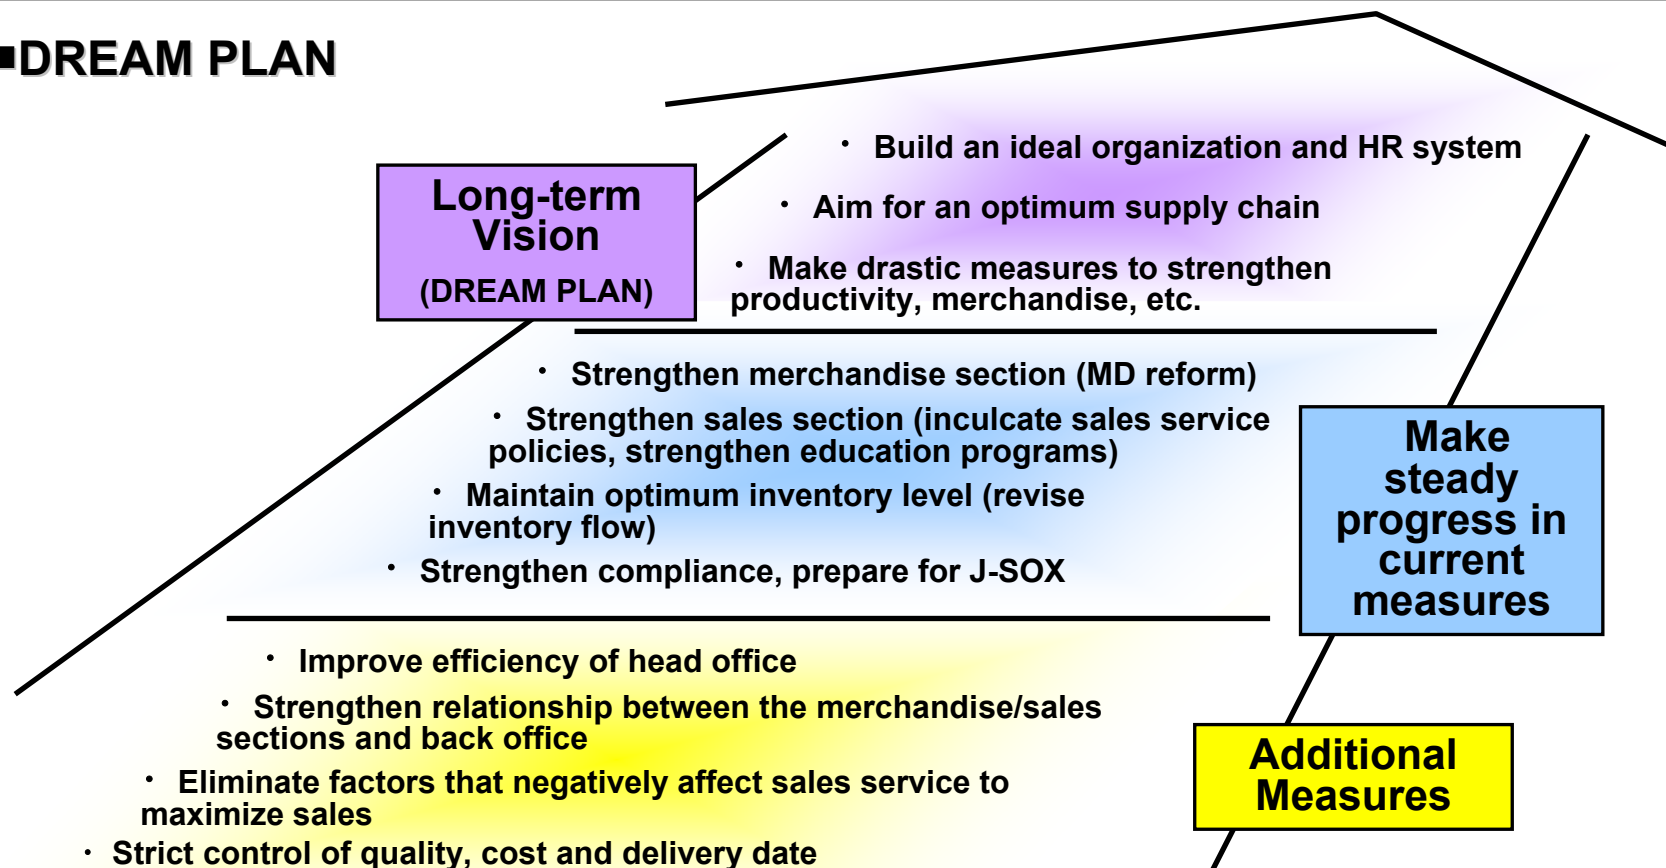 ■DREAM PLAN
Long-term
Vision
(DREAM PLAN)
・ Build an ideal organization and HR system
・ Aim for an optimum supply chain
・ Make drastic measures to strengthen
productivity, merchandise, etc.
・ Strengthen merchandise section (MD reform)
・ Strengthen sales section (inculcate sales service
policies, strengthen education programs)
・ Maintain optimum inventory level (revise
inventory flow)
・ Strengthen compliance, prepare for J-SOX
Make
steady
progress in
current
measures
・ Improve efficiency of head office
・ Strengthen relationship between the merchandise/sales
sections and back office
・ Eliminate factors that negatively affect sales service to
maximize sales
・ Strict control of quality, cost and delivery date
Additional
Measures